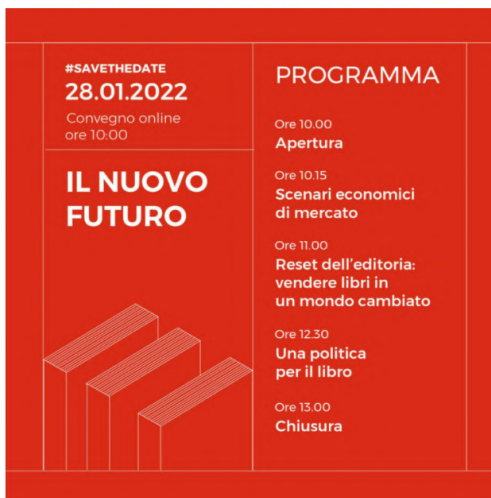 #SAVETHEDATE
28.01.2022
Convegno online
ore 10:00
IL NUOVO
FUTURO
PROGRAMMA
Ore 10.00
Apertura
Ore 10.15
Scenari economici
di mercato
Ore 11.00
Reset dell'editoria:
vendere libri in
un mondo cambiato
Ore 12.30
Una politica
per il libro
Ore 13.00
Chiusura